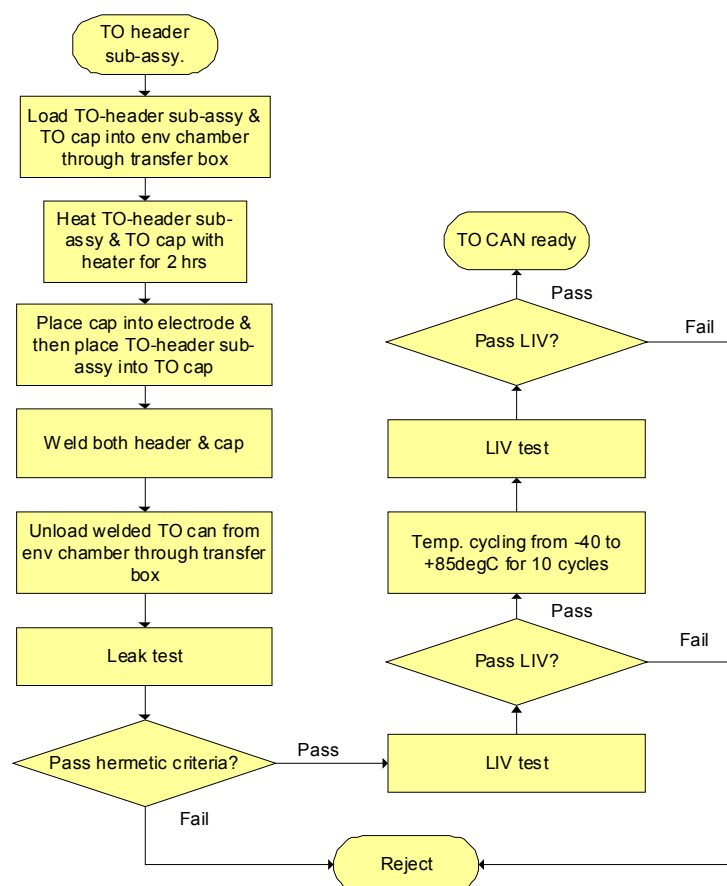 TO header
sub-assy.
Load TO-header sub-assy &
TO cap into env chamber
through transfer box
Heat TO-header sub-
assy & TO cap with
heater for 2 hrs
Place cap into electrode &
then place TO-header sub-
assy into TO cap
Weld both header & cap
Unload welded TO can from
env chamber through transfer
box
Leak test
Pass hermetic criteria?
Pass
Fail
LIV test
Pass LIV?
Fail
Pass
Temp. cycling from -40 to
+85degC for 10 cycles
LIV test
Pass LIV?
Fail
Pass
TO CAN ready
Reject